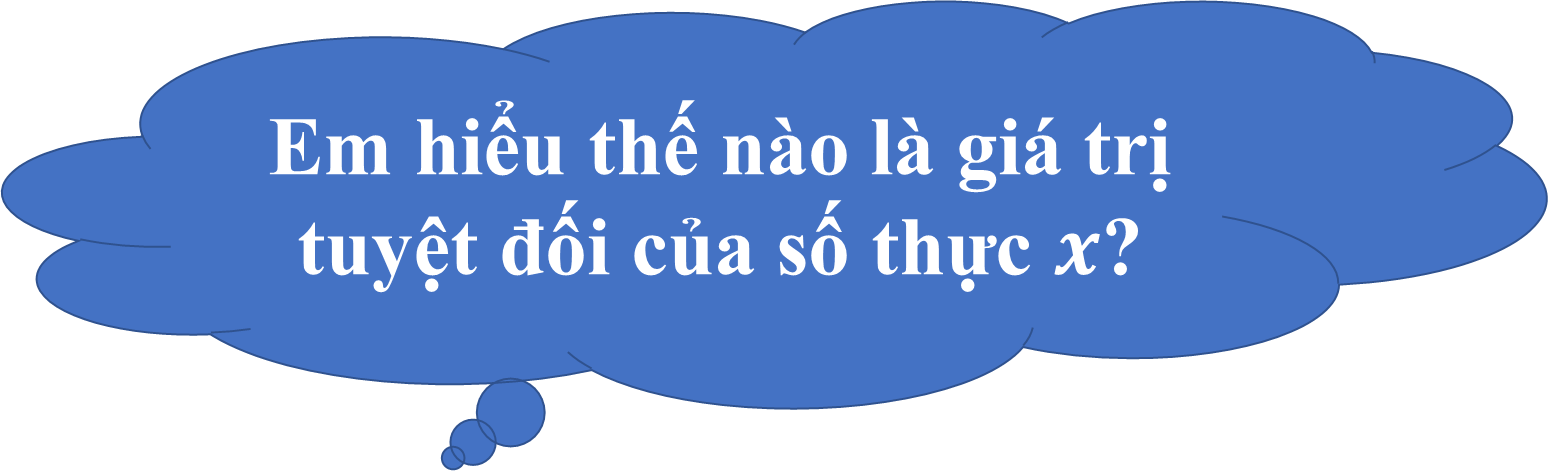 Em hiểu thế nào là giá trị
tuyệt đối của số thực x?